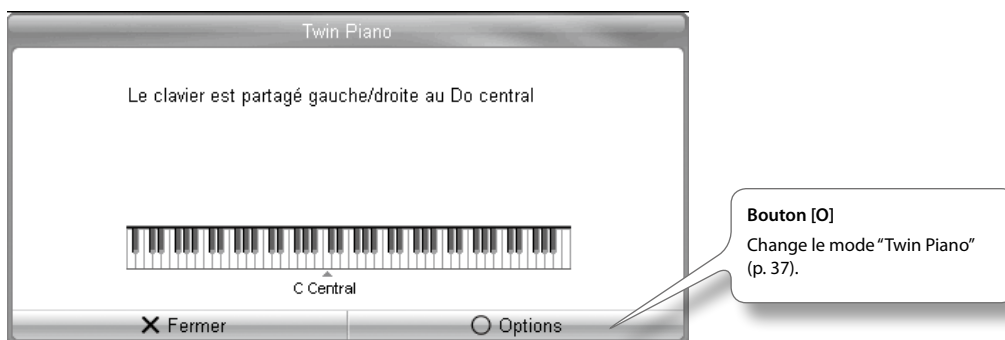 Twin Piano
Le clavier est partagé gauche/droite au Do central
C Central
X Fermer
O Options
Bouton [O]
Change le mode “Twin Piano”
(p. 37).